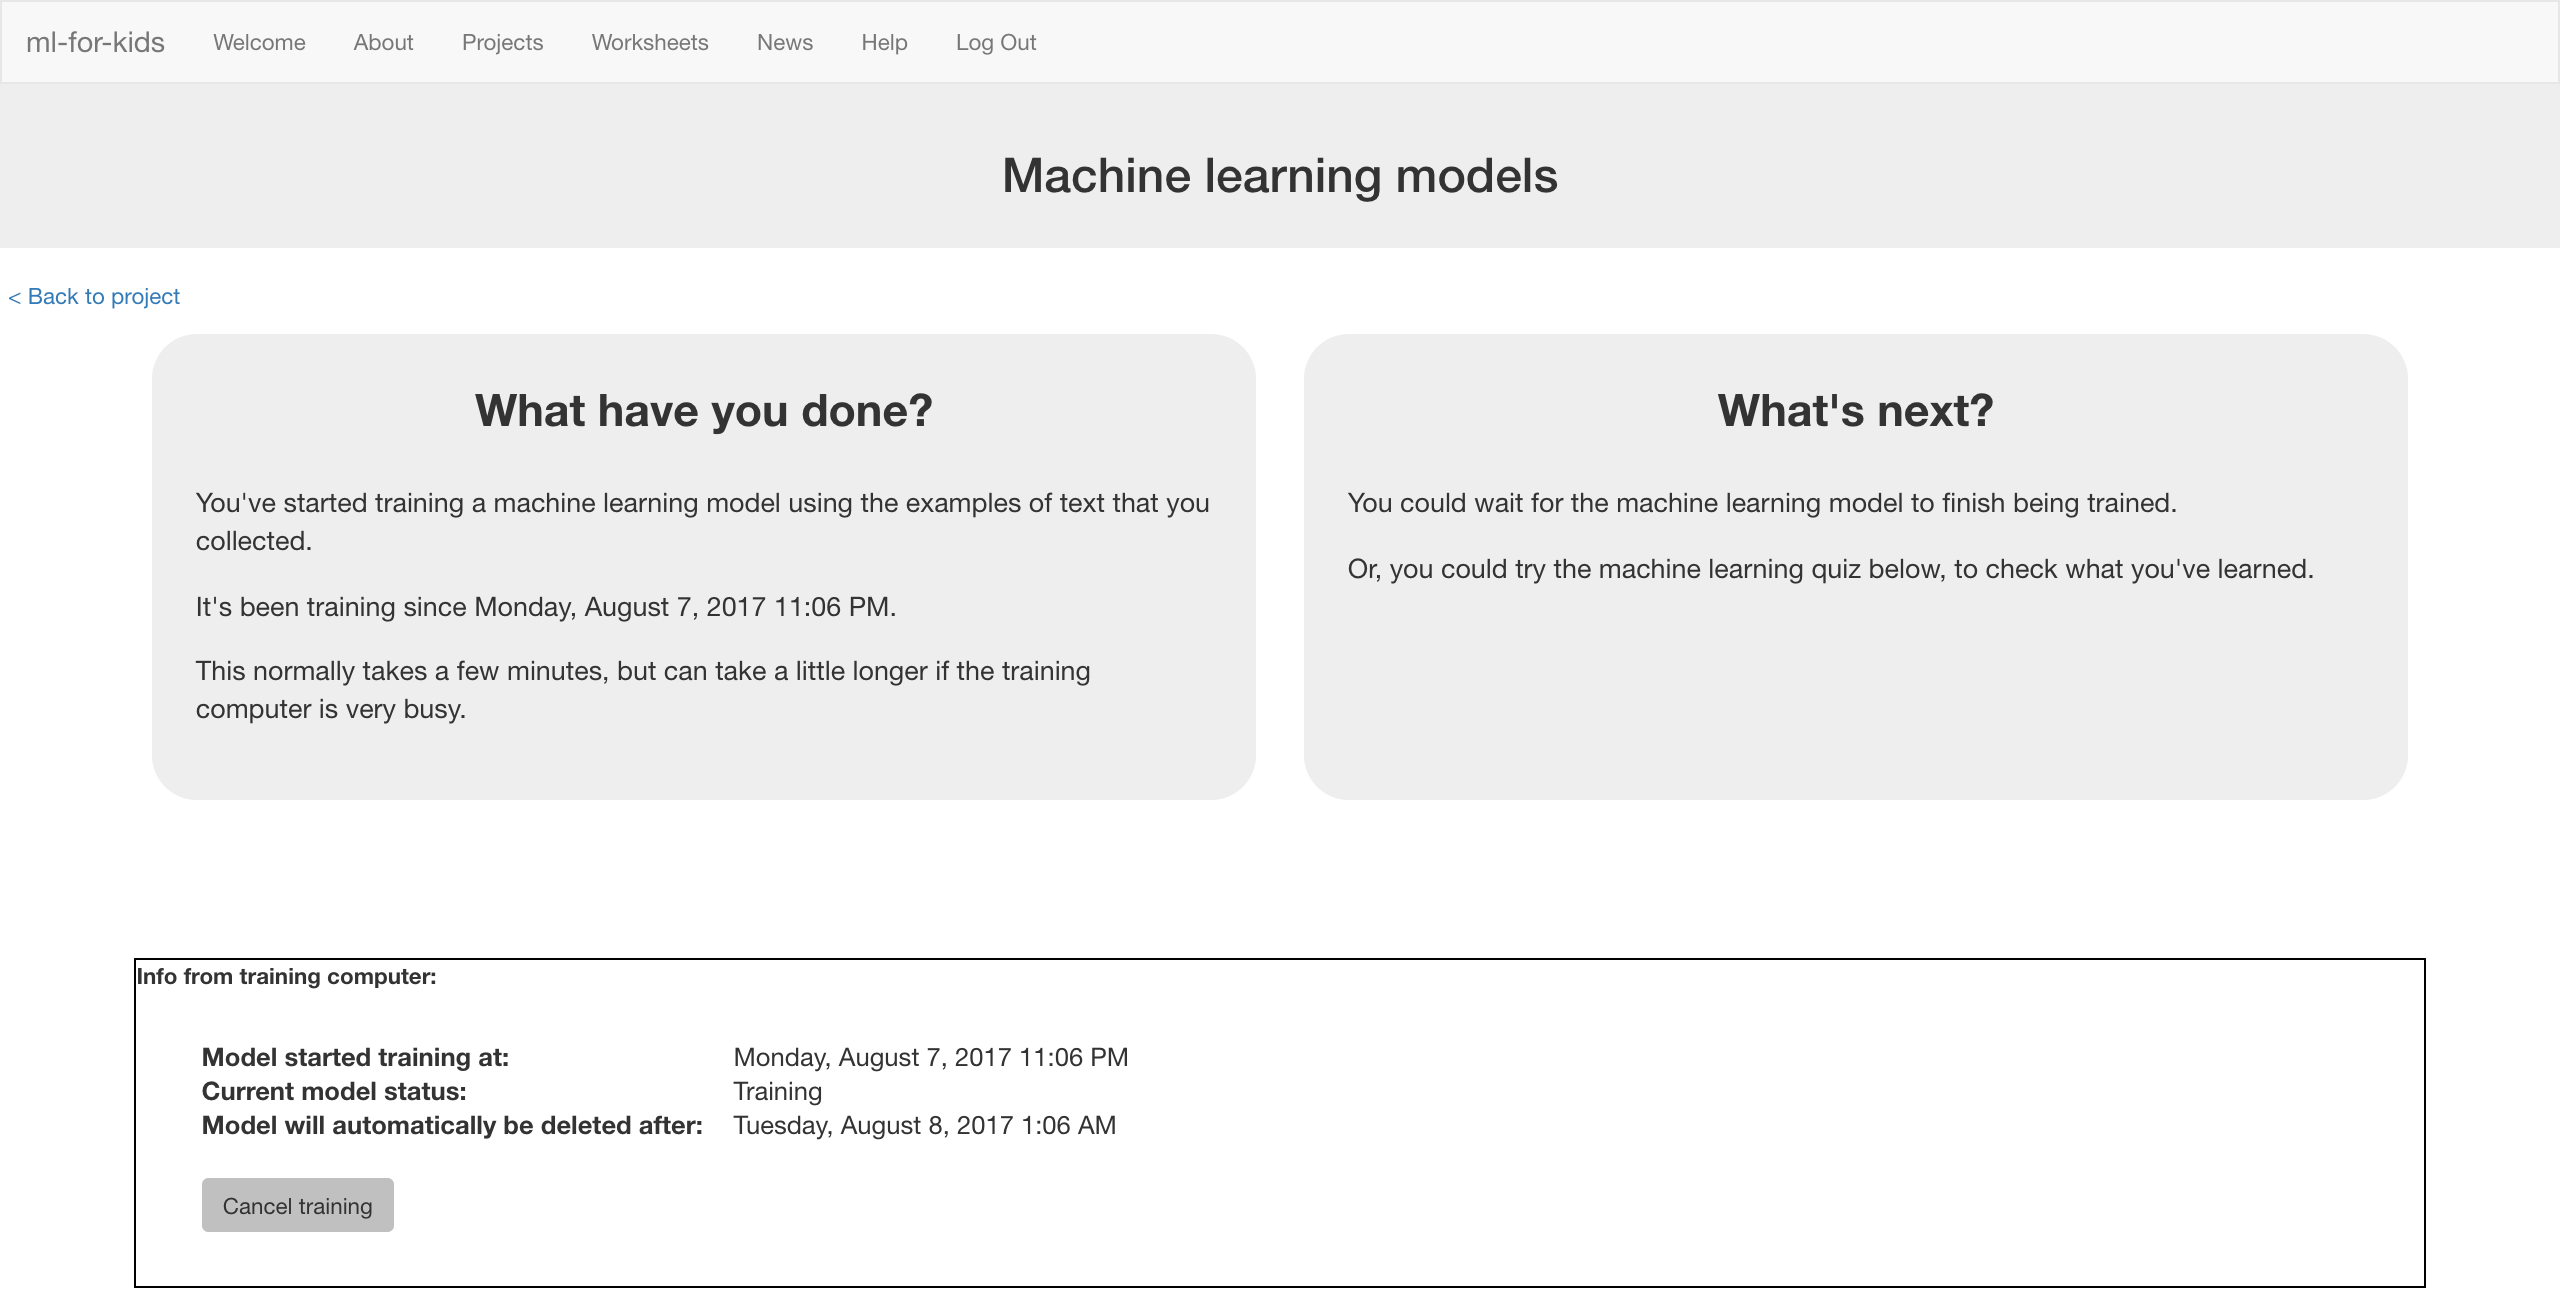 ml-for-kids Welcome About Projects Worksheets News Help Log Out
Machine learning models
< Back to project
What have you done?
You've started training a machine learning model using the examples of text that you
collected.
It's been training since Monday, August 7, 2017 11:06 PM.
This normally takes a few minutes, but can take a little longer if the training
computer is very busy.
What's next?
You could wait for the machine learning model to finish being trained.
Or, you could try the machine learning quiz below, to check what you've learned.
Info from training computer:
Model started training at: Monday, August 7, 2017 11:06 PM
Current model status: Training
Model will automatically be deleted after: Tuesday, August 8, 2017 1:06 AM
Cancel training